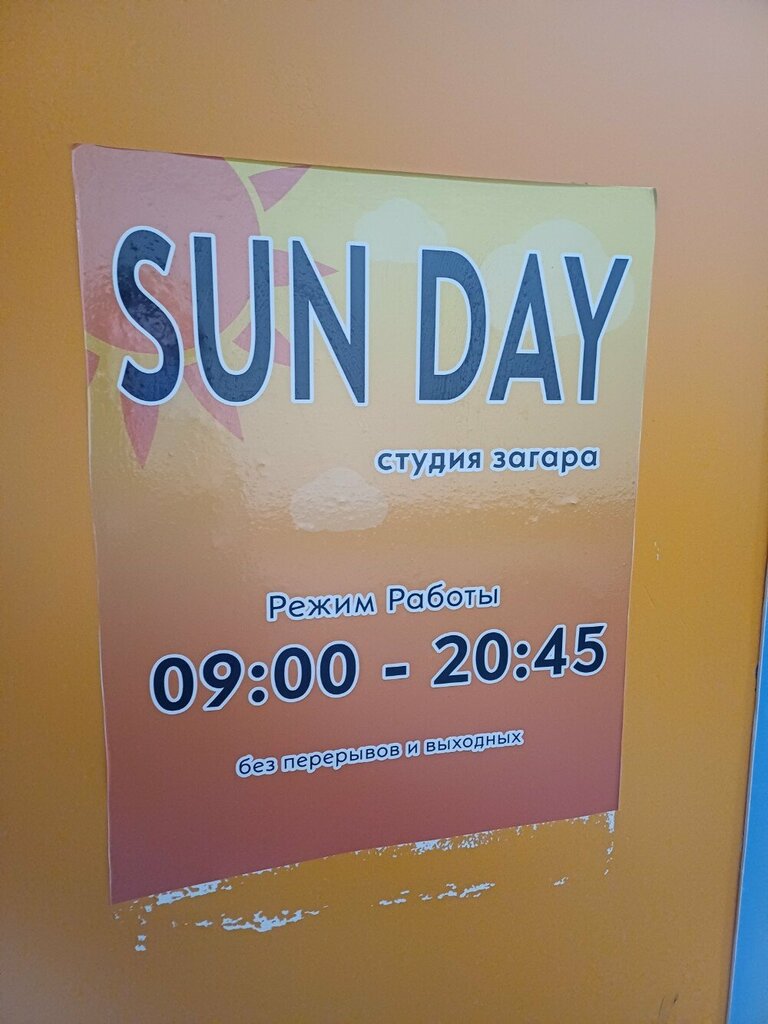 SUN DAY
студия загара
Режим Работы
09:00 - 20:45
без перерывов и выходных